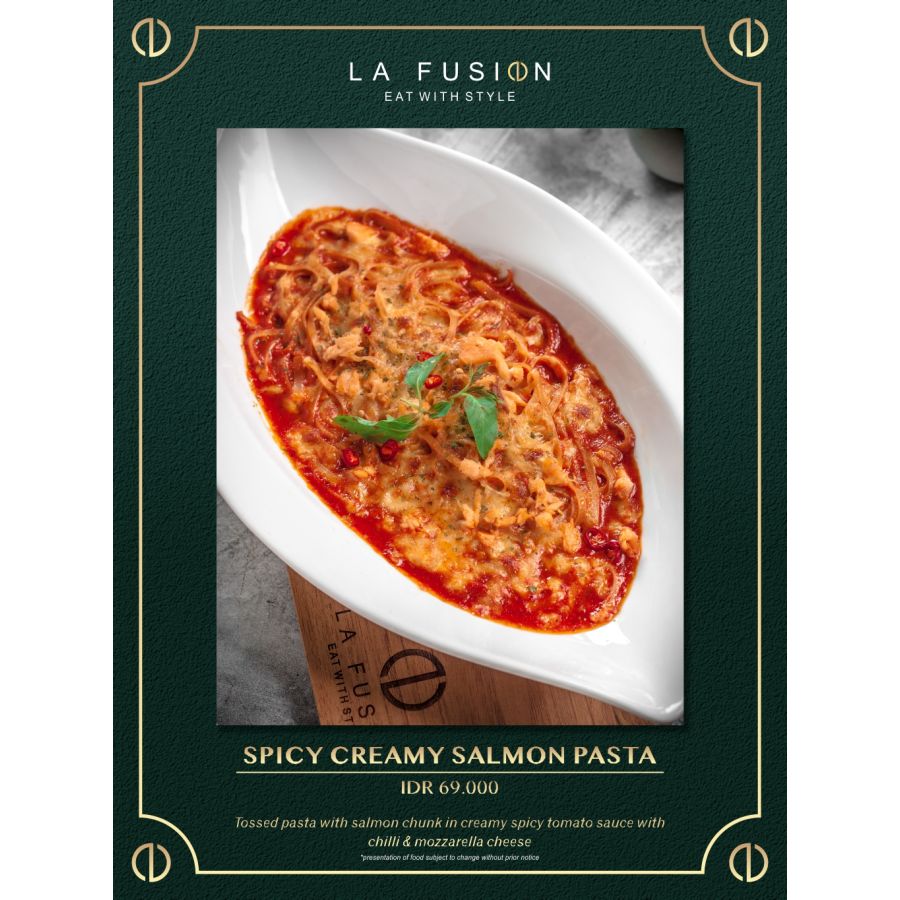 LA FUSION
EAT WITH STYLE
LA FUS
EAT WITH ST
SPICY CREAMY SALMON PASTA
IDR 69.000
Tossed pasta with salmon chunk in creamy spicy tomato sauce with
chilli & mozzarella cheese
*presentation of food subject to change without prior notice